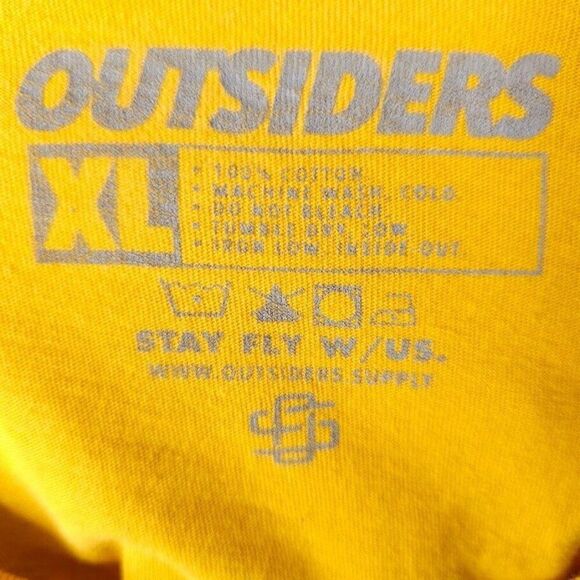 OUTSIDERS
XL
• 100% COTTON.
• MACHINE WASH, COLD.
• DO NOT BLEACH.
• TUMBLE DRY, LOW.
• IRON LOW, INSIDE-OUT.
STAY FLY W/US.
WWW.OUTSIDERS.SUPPLY
OS